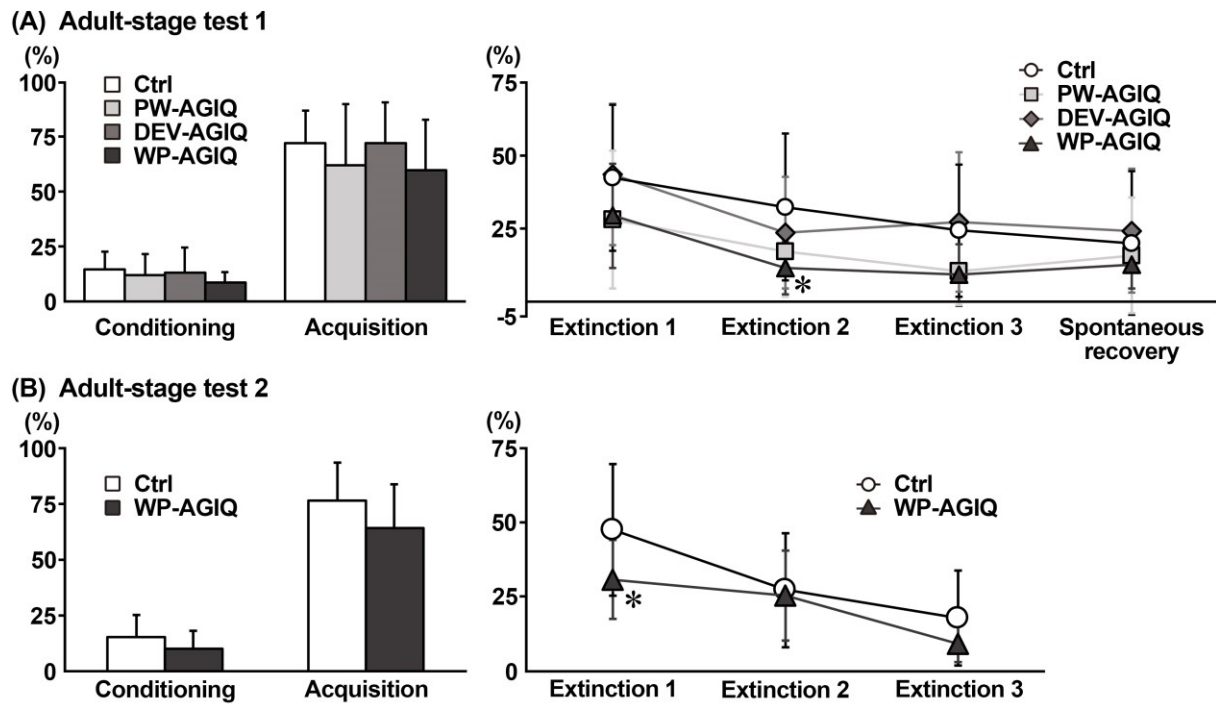 (A) Adult-stage test 1
(%)
100
75
50
25
0
Ctrl
PW-AGIQ
DEV-AGIQ
WP-AGIQ
Conditioning
Acquisition
(%)
75
50
25
-5
Ctrl
PW-AGIQ
DEV-AGIQ
WP-AGIQ
*
Extinction 1
Extinction 2
Extinction 3
Spontaneous
recovery
(B) Adult-stage test 2
(%)
100
75
50
25
0
Ctrl
WP-AGIQ
Conditioning
Acquisition
(%)
75
50
25
0
Ctrl
WP-AGIQ
*
Extinction 1
Extinction 2
Extinction 3